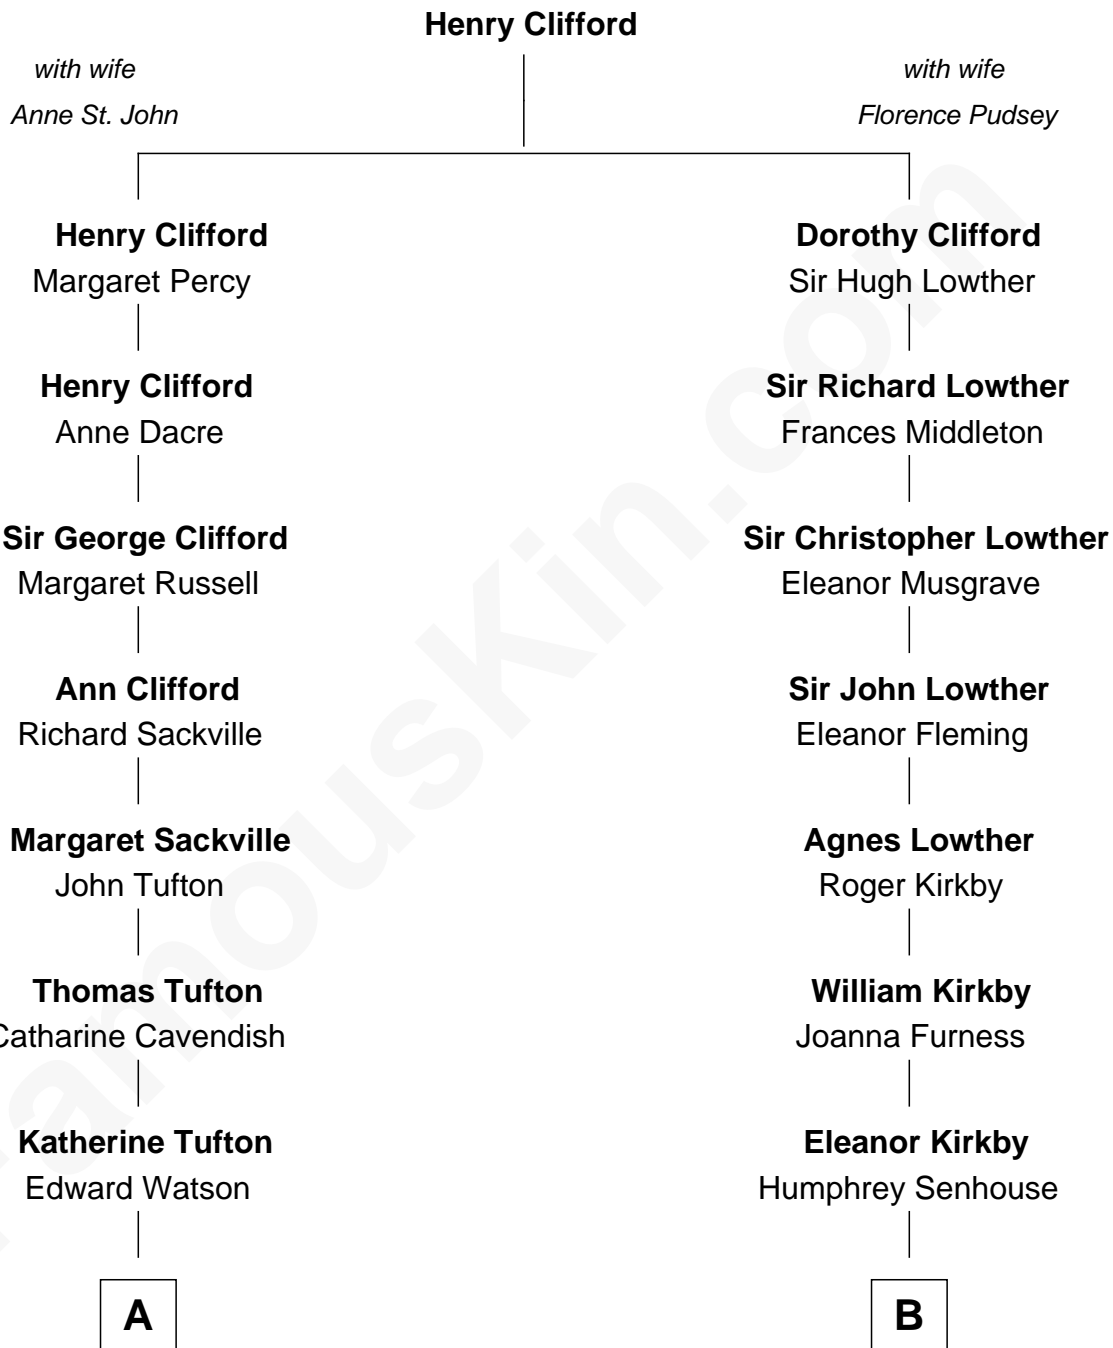 Henry Clifford
with wife
Anne St. John
with wife
Florence Pudsey
Henry Clifford
Margaret Percy
Dorothy Clifford
Sir Hugh Lowther
Henry Clifford
Anne Dacre
Sir Richard Lowther
Frances Middleton
Sir George Clifford
Margaret Russell
Sir Christopher Lowther
Eleanor Musgrave
Ann Clifford
Richard Sackville
Sir John Lowther
Eleanor Fleming
Margaret Sackville
John Tufton
Agnes Lowther
Roger Kirkby
Thomas Tufton
Catharine Cavendish
William Kirkby
Joanna Furness
Katherine Tufton
Edward Watson
Eleanor Kirkby
Humphrey Senhouse
A
B
FamousKin.com